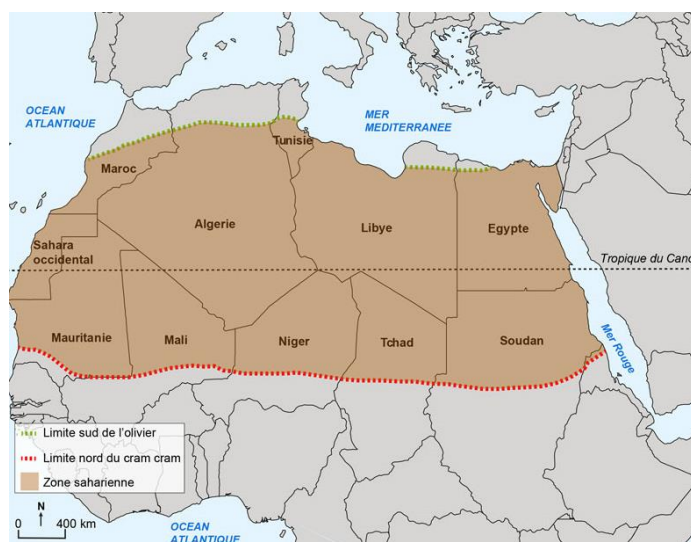 OCEAN
ATLANTIQUE
MER
MEDITERRANEE
Maroc
Tunisie
Algerie
Libye
Egypte
Sahara
occidental
Tropique du Canc
Mauritanie
Mali
Niger
Tchad
Soudan
Mer Rouge
Limite sud de l'olivier
Limite nord du cram cram
Zone saharienne
N
0 400 km
OCEAN
ATLANTIQUE